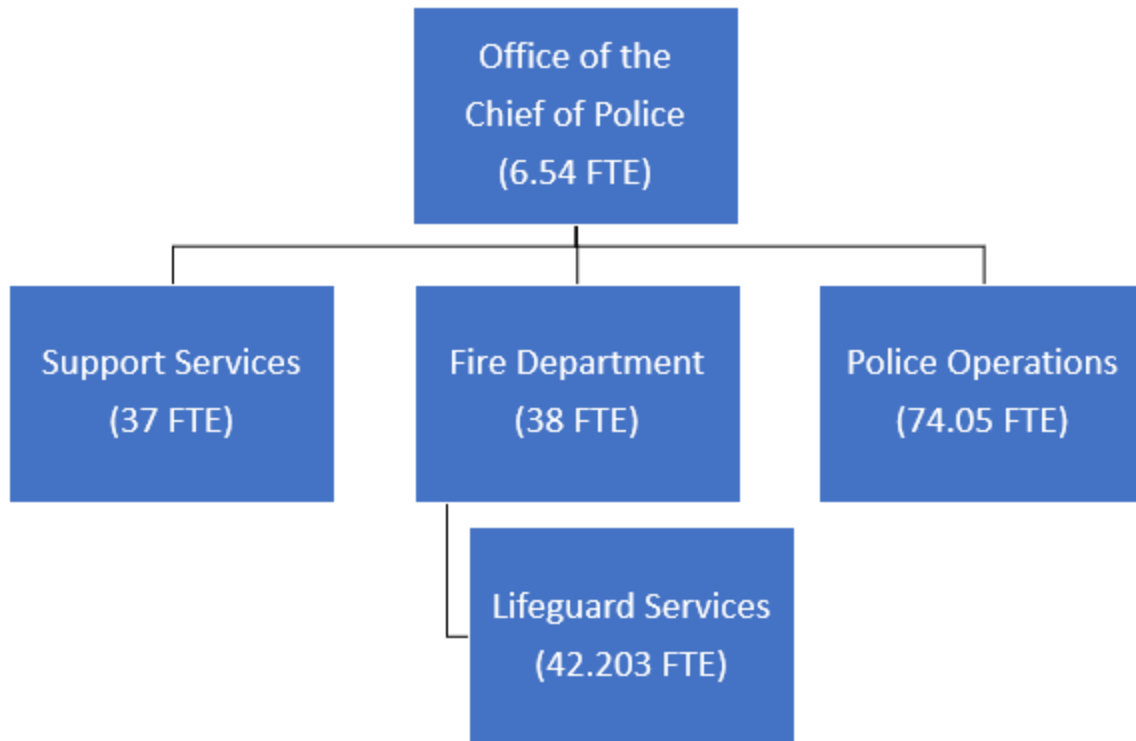 Office of the
Chief of Police
(6.54 FTE)
Support Services
(37 FTE)
Fire Department
(38 FTE)
Police Operations
(74.05 FTE)
Lifeguard Services
(42.203 FTE)